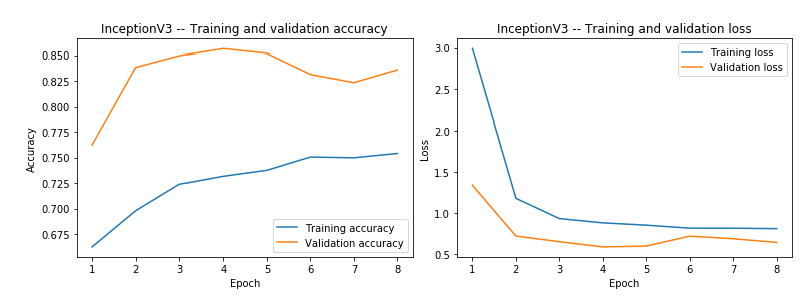 InceptionV3 -- Training and validation accuracy
0.850
0.825
0.800
0.775
0.750
0.725
0.700
0.675
Accuracy
Training accuracy
Validation accuracy
1 2 3 4 5 6 7 8
Epoch
InceptionV3 -- Training and validation loss
Training loss
Validation loss
3.0
2.5
2.0
1.5
1.0
0.5
Loss
1 2 3 4 5 6 7 8
Epoch